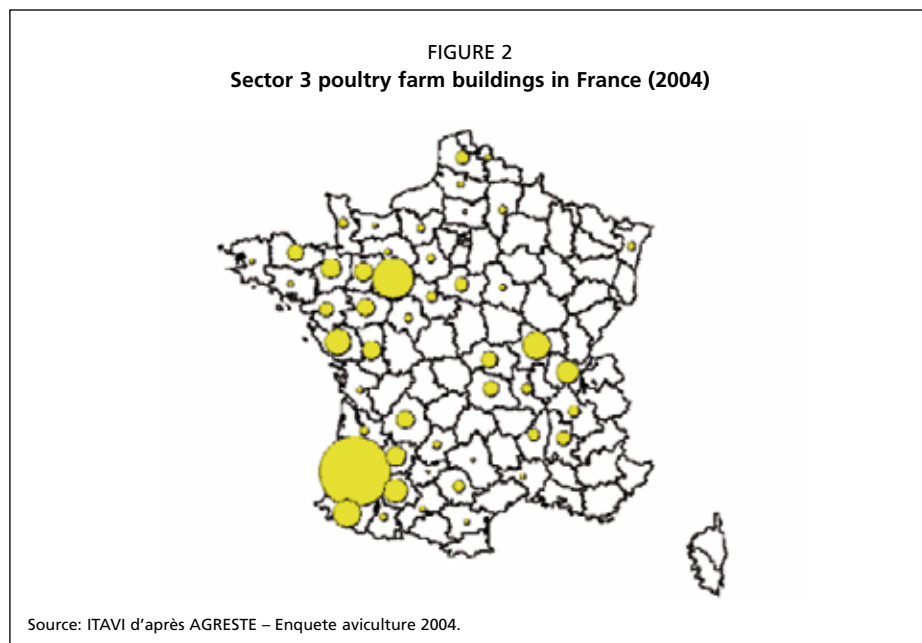 FIGURE 2
Sector 3 poultry farm buildings in France (2004)
Source: ITAVI d'après AGRESTE – Enquete aviculture 2004.